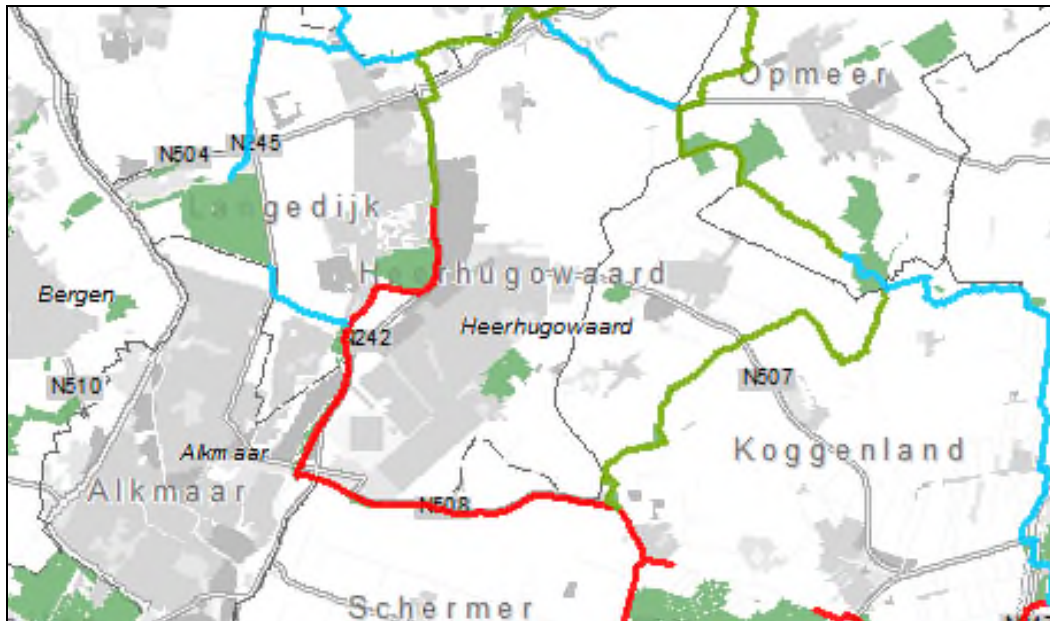 Opmeer
N245
N504
Langedijk
Heerhugowaard
Bergen
Heerhugowaard
N242
N510
N507
Alkmaar
Koggenland
Alkmaar
N508
Schermer